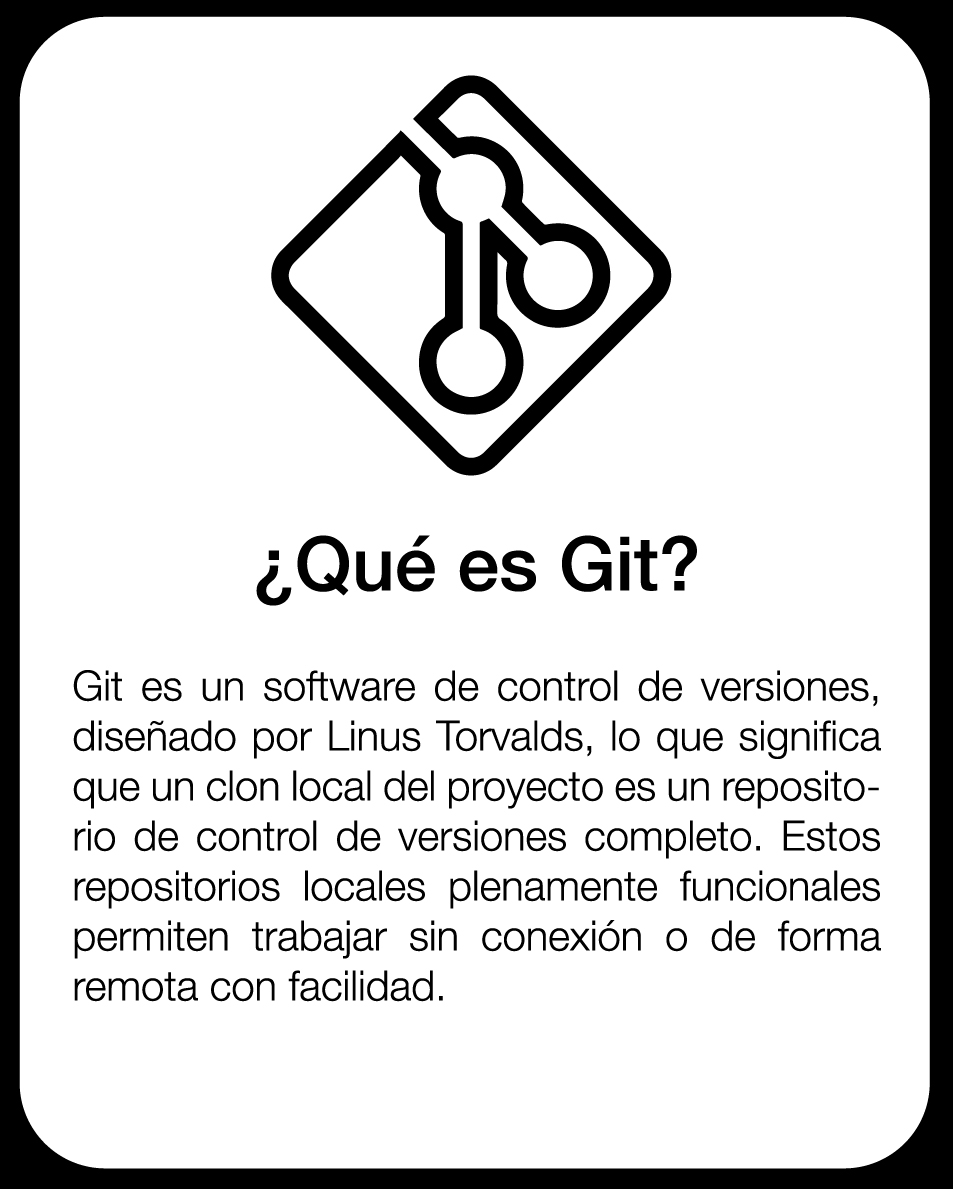 ¿Qué es Git?
Git es un software de control de versiones,
diseñado por Linus Torvalds, lo que significa
que un clon local del proyecto es un reposito-
rio de control de versiones completo. Estos
repositorios locales plenamente funcionales
permiten trabajar sin conexión o de forma
remota con facilidad.